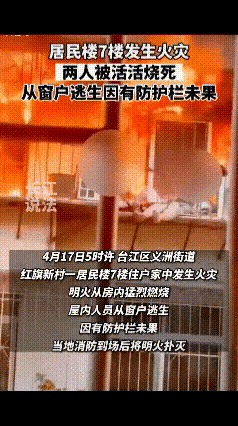 居民楼7楼发生火灾
两人被活活烧死
从窗户逃生因有防护栏未果
说法
4月17日5时许 台江区义洲街道
红旗新村一居民楼7楼住户家中发生火灾
明火从房内猛烈燃烧
屋内人员从窗户逃生
因有防护栏未果
当地消防到场后将明火扑灭